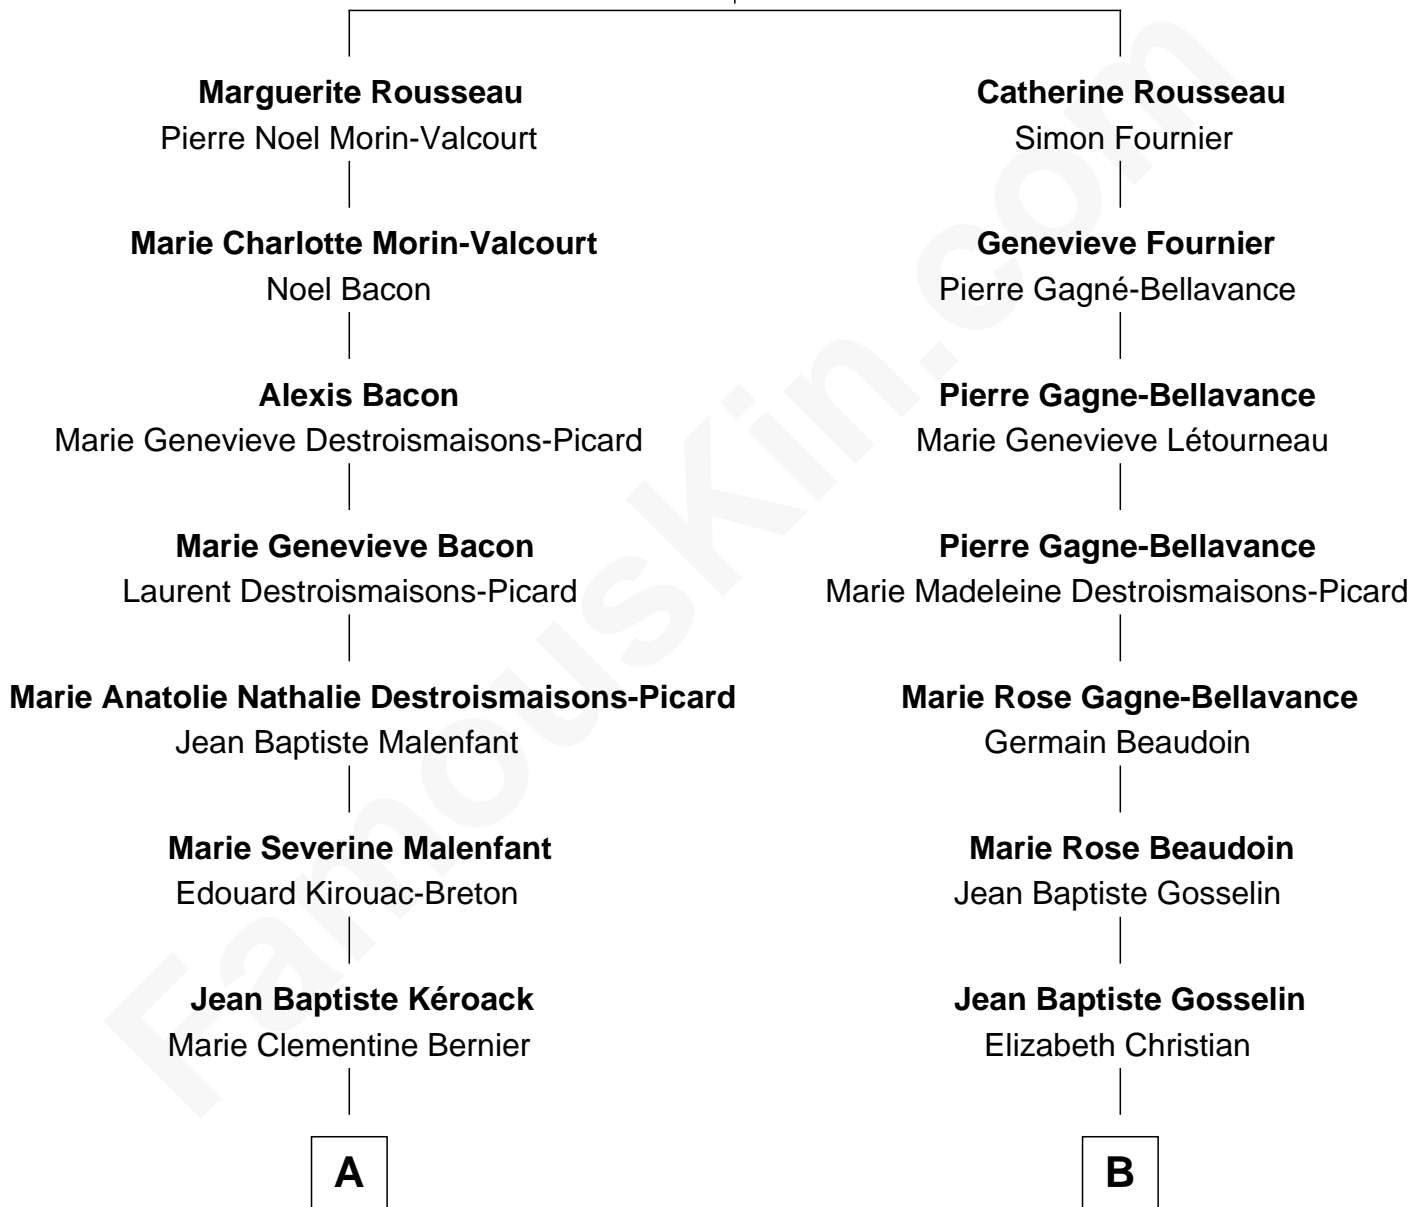 Marguerite Rousseau
Pierre Noel Morin-Valcourt
Marie Charlotte Morin-Valcourt
Noel Bacon
Alexis Bacon
Marie Genevieve Destroismaisons-Picard
Marie Genevieve Bacon
Laurent Destroismaisons-Picard
Marie Anatolie Nathalie Destroismaisons-Picard
Jean Baptiste Malenfant
Marie Severine Malenfant
Edouard Kirouac-Breton
Jean Baptiste Kéroack
Marie Clementine Bernier
A
Catherine Rousseau
Simon Fournier
Genevieve Fournier
Pierre Gagné-Bellavance
Pierre Gagne-Bellavance
Marie Genevieve Létourneau
Pierre Gagne-Bellavance
Marie Madeleine Destroismaisons-Picard
Marie Rose Gagne-Bellavance
Germain Beaudoin
Marie Rose Beaudoin
Jean Baptiste Gosselin
Jean Baptiste Gosselin
Elizabeth Christian
B
FamousKin.com